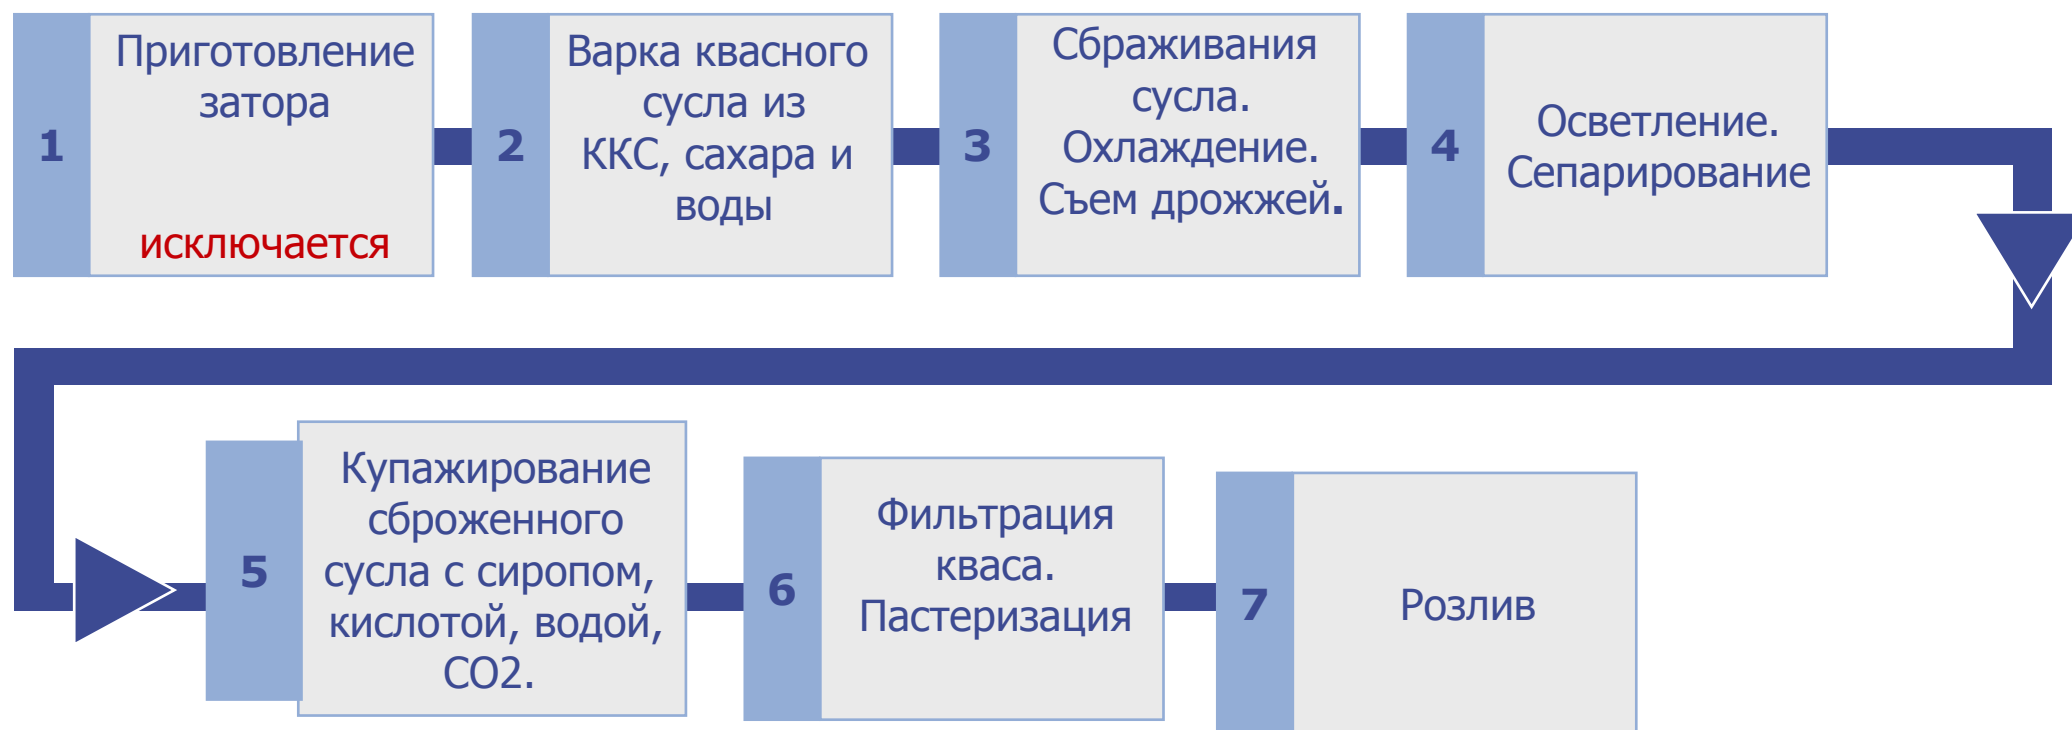 1
Приготовление
затора
исключается
2
Варка квасного
сусла из
ККС, сахара и
воды
3
Сбраживания
сусла.
Охлаждение.
Съем дрожжей.
4
Осветление.
Сепарирование
5
Купажирование
сброженного
сусла с сиропом,
кислотой, водой,
СО2.
6
Фильтрация
кваса.
Пастеризация
7
Розлив